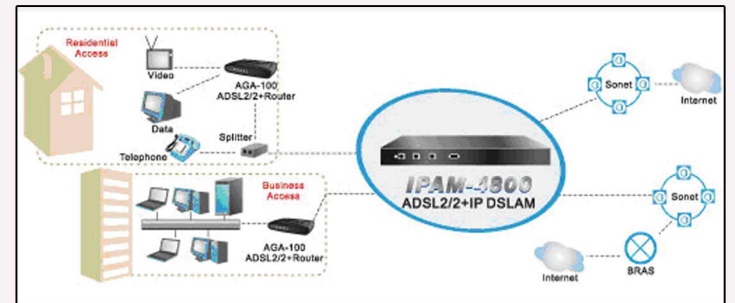 Residential
Access
Video
AGA-100
ADSL2/2+Router
Data
Splitter
Telephone
Business
Access
AGA-100
ADSL2/2+Router
IPAM-4800
ADSL2/2+IP DSLAM
Sonet
Internet
Sonet
Internet
BRAS